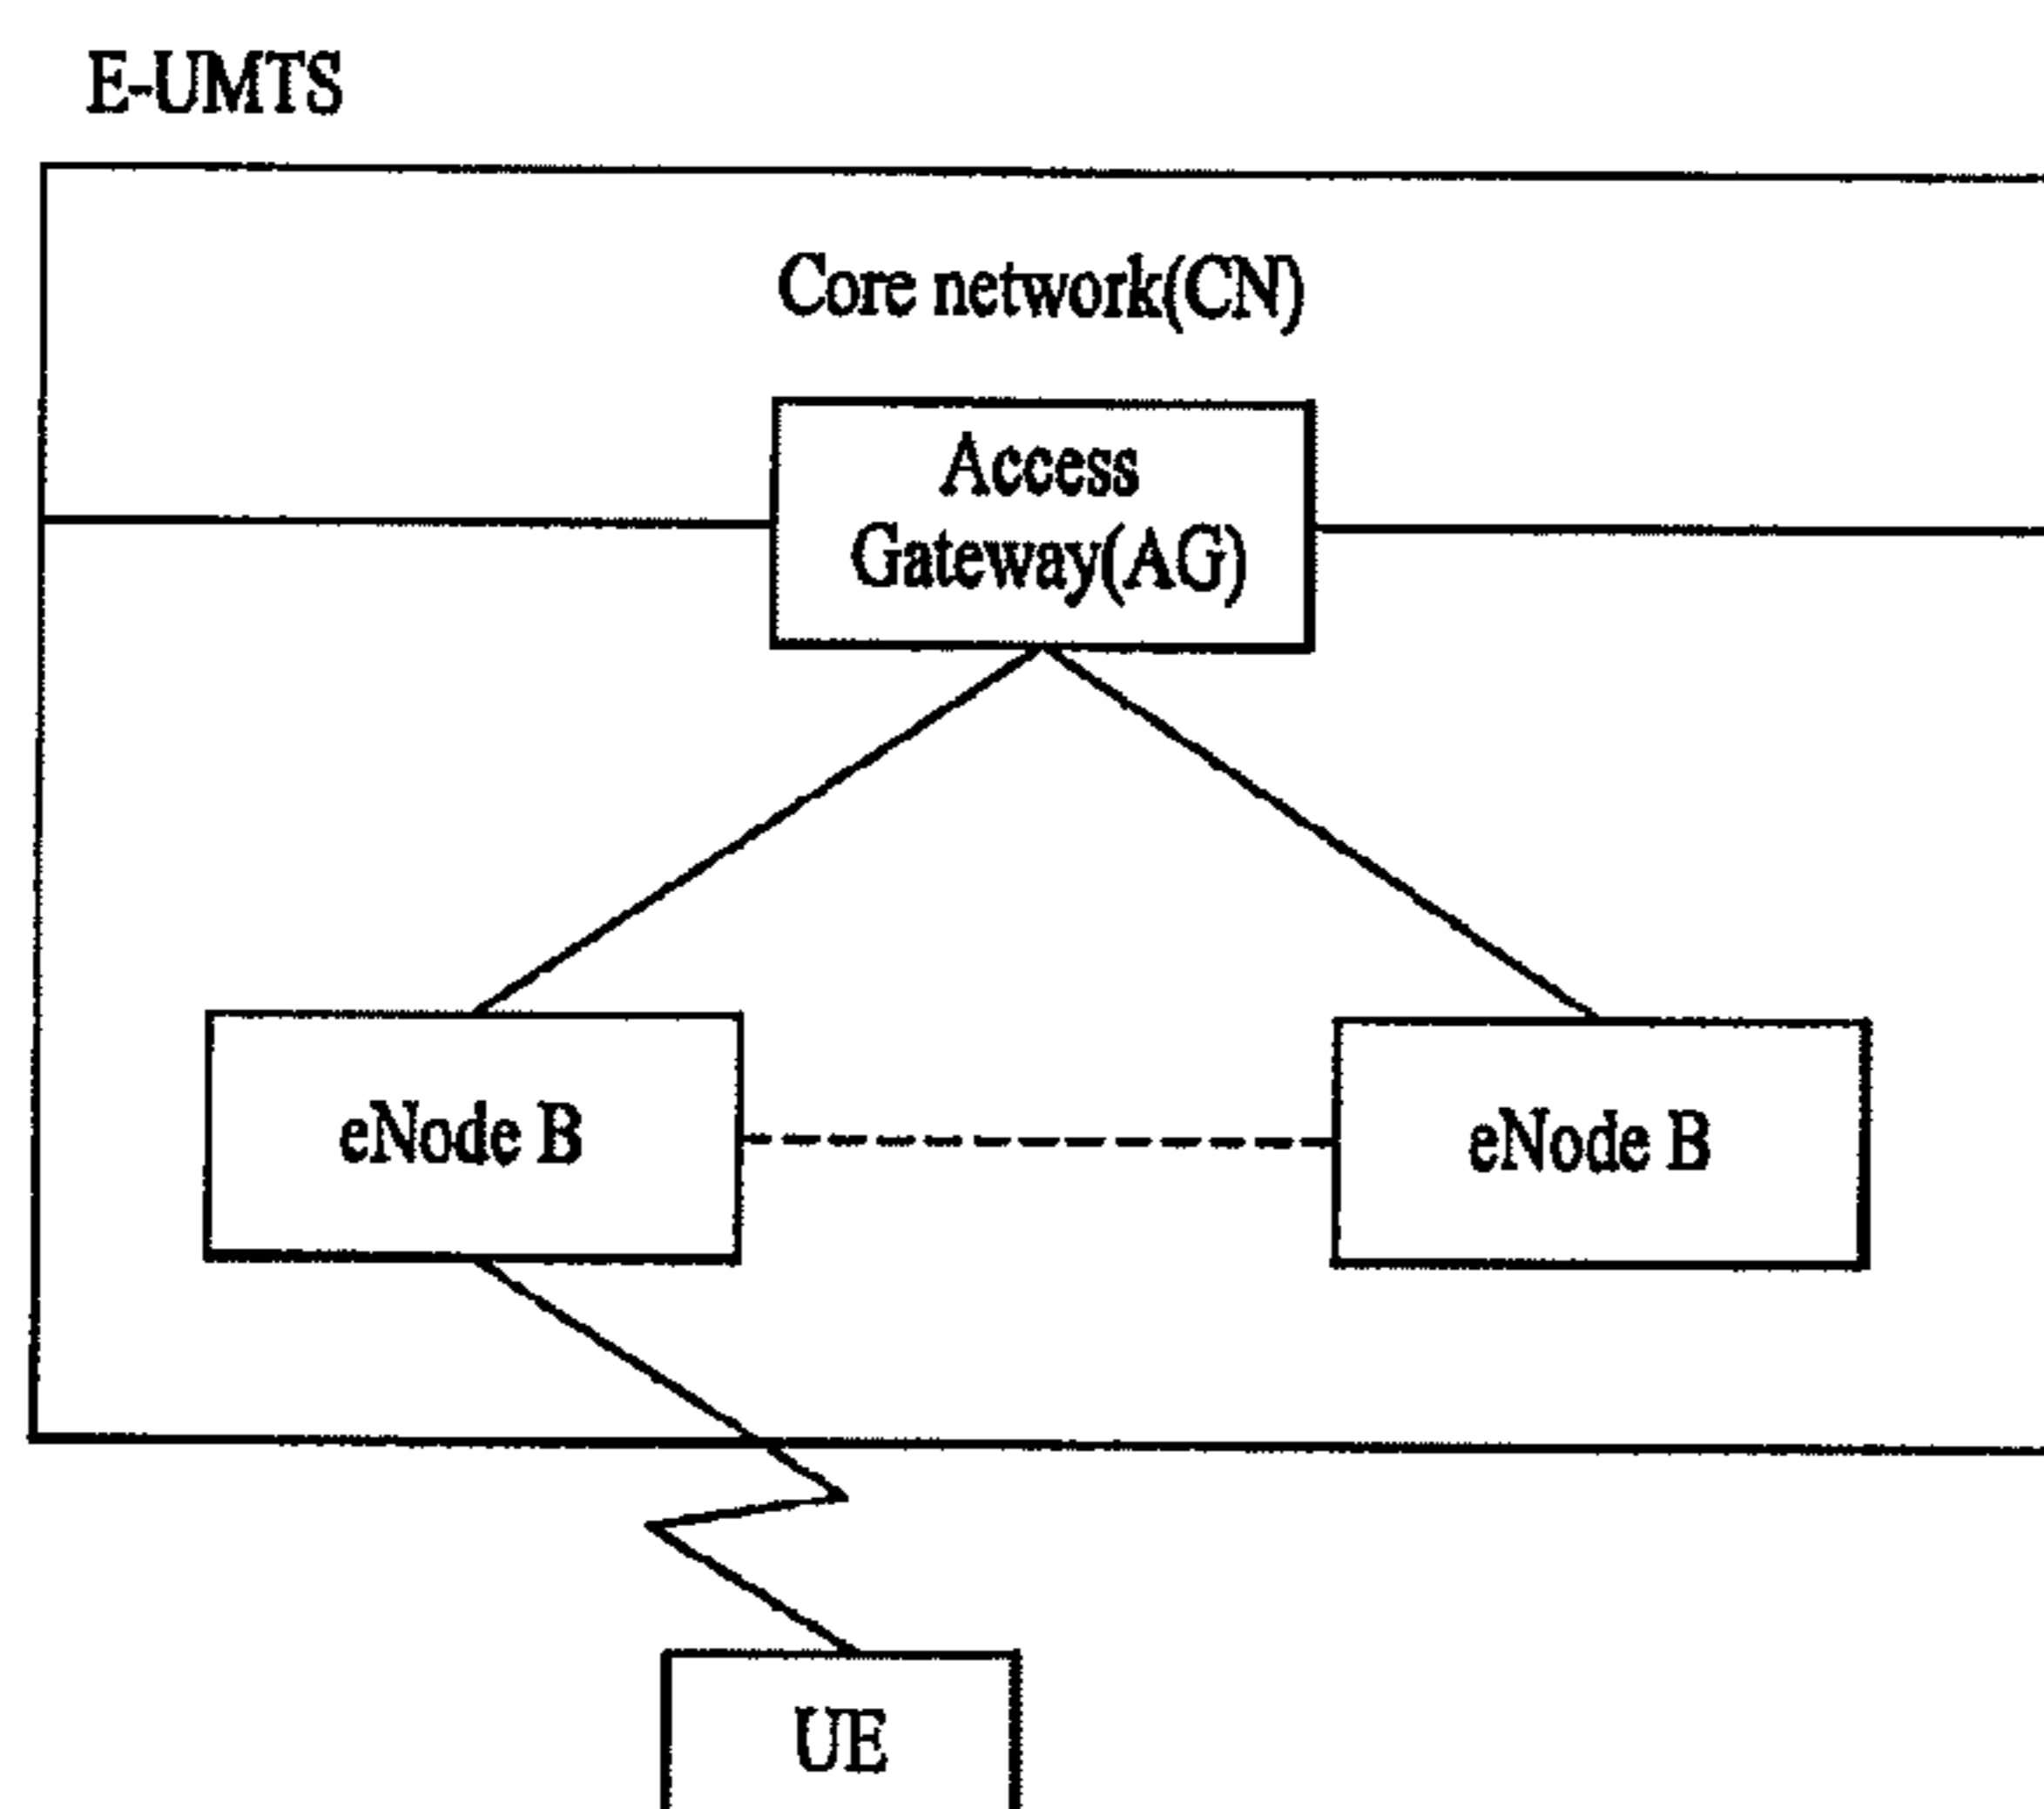 E-UMTS
Core network(CN)
Access
Gateway(AG)
eNode B
eNode B
UE